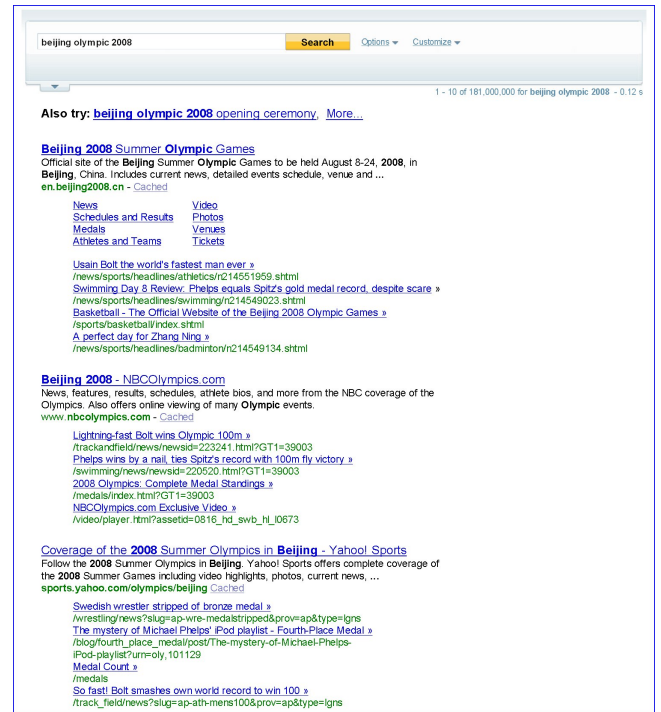 beijing olympic 2008 Search Options Customize
1 - 10 of 181,000,000 for beijing olympic 2008 - 0.12 s
Also try: beijing olympic 2008 opening ceremony, More...
Beijing 2008 Summer Olympic Games
Official site of the Beijing Summer Olympic Games to be held August 8-24, 2008, in
Beijing, China. Includes current news, detailed events schedule, venue and ...
en.beijing2008.cn - Cached
News Video
Schedules and Results Photos
Medals Venues
Athletes and Teams Tickets
Usain Bolt the world's fastest man ever »
/news/sports/headlines/athletics/n214551959.shtml
Swimming Day 8 Review: Phelps equals Spitz's gold medal record, despite scare »
/news/sports/headlines/swimming/n214549023.shtml
Basketball - The Official Website of the Beijing 2008 Olympic Games »
/sports/basketball/index.shtml
A perfect day for Zhang Ning »
/news/sports/headlines/badminton/n214549134.shtml
Beijing 2008 - NBCOlympics.com
News, features, results, schedules, athlete bios, and more from the NBC coverage of the
Olympics. Also offers online viewing of many Olympic events.
www.nbcolympics.com - Cached
Lightning-fast Bolt wins Olympic 100m »
/trackandfield/news/newsid=223241.html?GT1=39003
Phelps wins by a nail, ties Spitz's record with 100m fly victory »
/swimming/news/newsid=220520.html?GT1=39003
2008 Olympics: Complete Medal Standings »
/medals/index.html?GT1=39003
NBCOlympics.com Exclusive Video »
/video/player.html?assetid=0816_hd_swb_hl_l0673
Coverage of the 2008 Summer Olympics in Beijing - Yahoo! Sports
Follow the 2008 Summer Olympics in Beijing. Yahoo! Sports offers complete coverage of
the 2008 Summer Games including video highlights, photos, current news, ...
sports.yahoo.com/olympics/beijing Cached
Swedish wrestler stripped of bronze medal »
/wrestling/news?slug=ap-wre-medalstripped&prov=ap&type=lgns
The mystery of Michael Phelps' iPod playlist - Fourth-Place Medal »
/blog/fourth_place_medal/post/The-mystery-of-Michael-Phelps-
iPod-playlist?urn=oly,101129
Medal Count »
/medals
So fast! Bolt smashes own world record to win 100 »
/track_field/news?slug=ap-ath-mens100&prov=ap&type=lgns